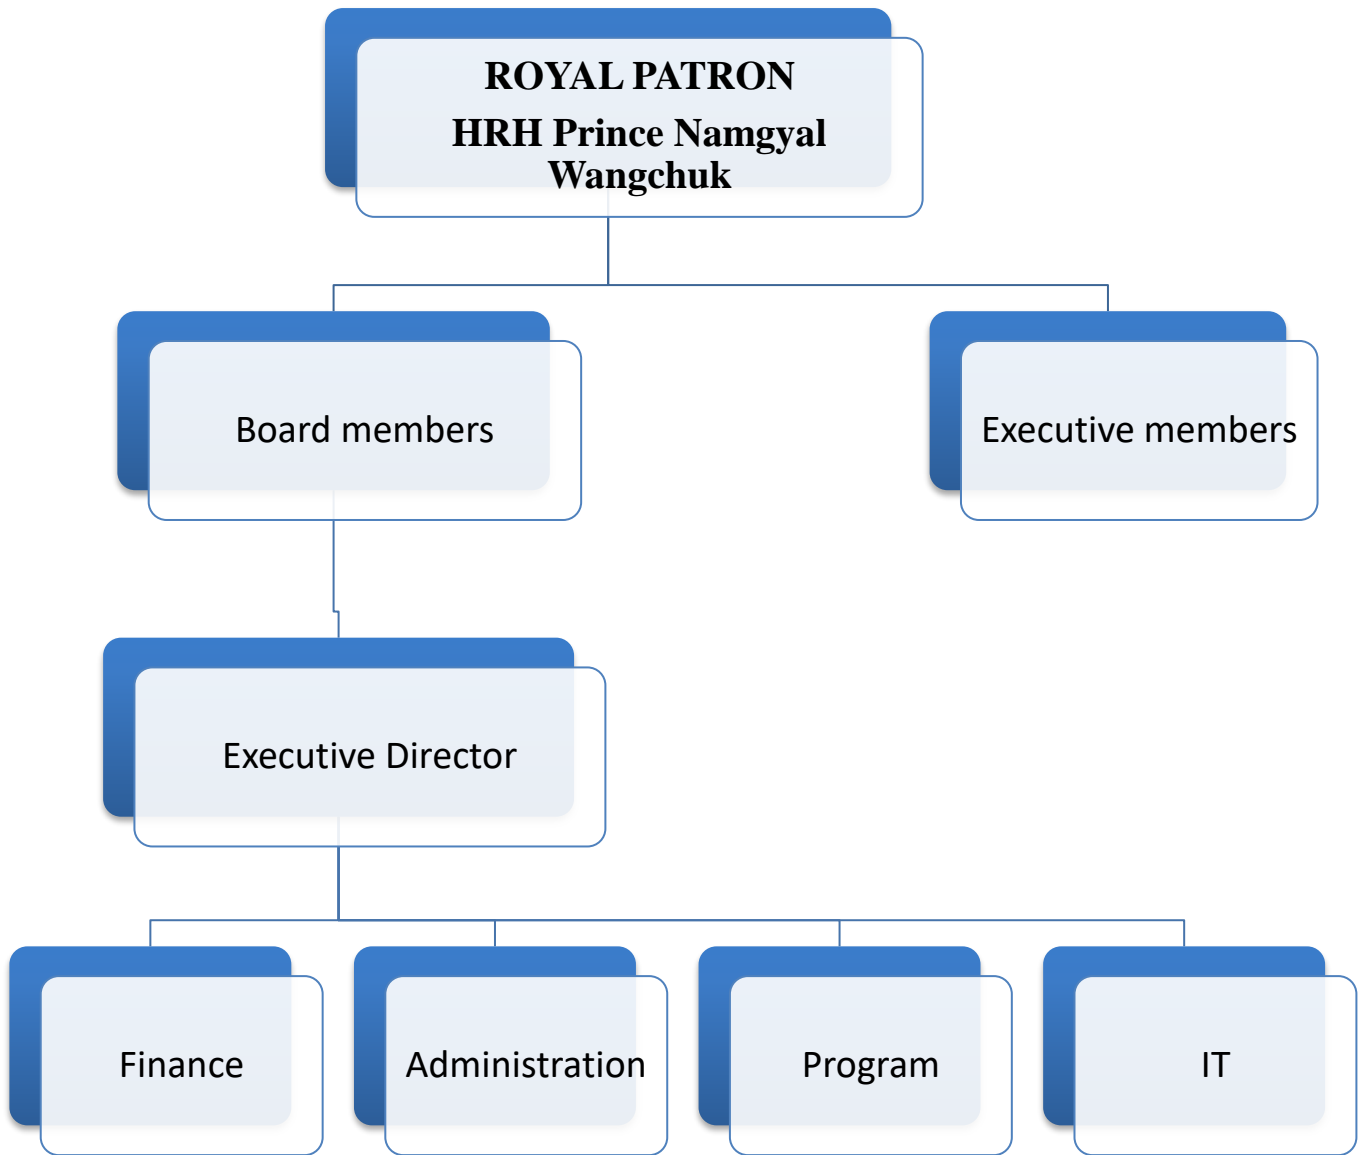 ROYAL PATRON
HRH Prince Namgyal
Wangchuk
Board members
Executive members
Executive Director
Finance
Administration
Program
IT